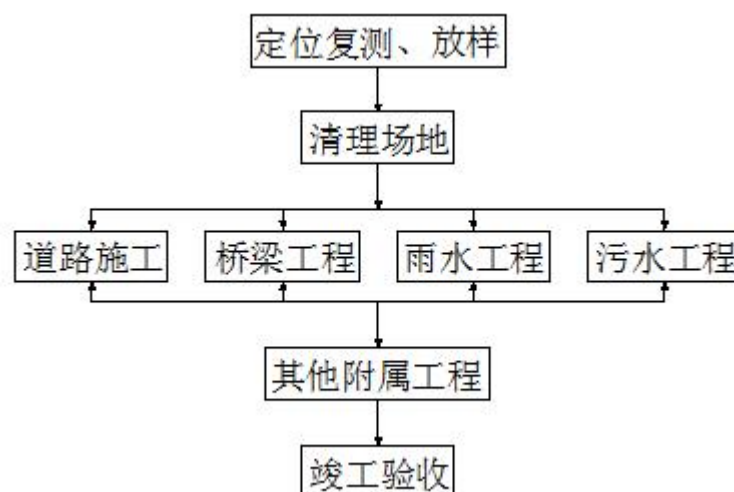 定位复测、放样
清理场地
道路施工
桥梁工程
雨水工程
污水工程
其他附属工程
竣工验收